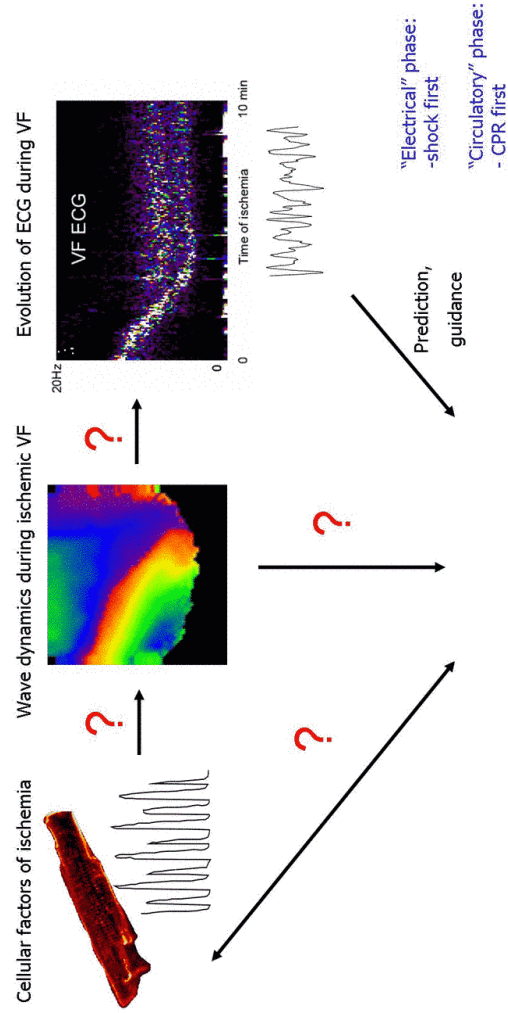 Cellular factors of ischemia
Wave dynamics during ischemic VF
Evolution of ECG during VF
?
?
20Hz
VF ECG
0
0
Time of ischemia
10 min
?
?
Prediction,
guidance
"Electrical" phase:
-shock first
"Circulatory" phase:
- CPR first